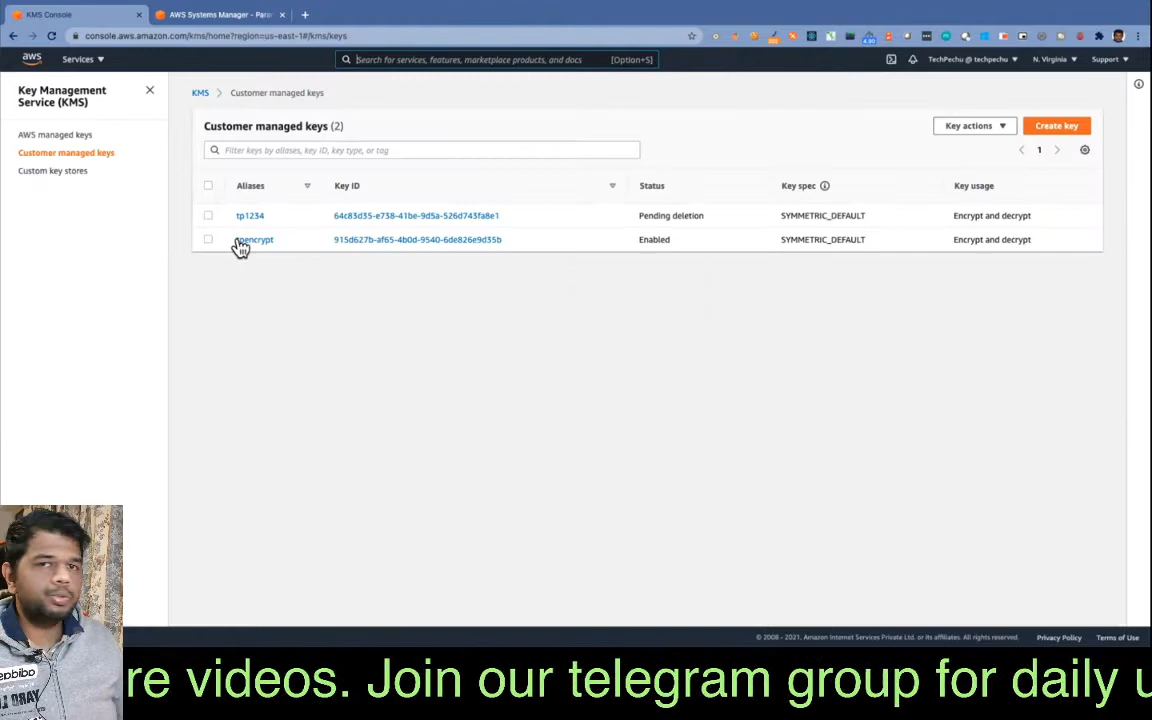 KMS Console
AWS Systems Manager - Para
console.aws.amazon.com/kms/home?region=us-east-1#/kms/keys
aws
Services
Search for services, features, marketplace products, and docs
[Option+S]
TechPechu @ techpechu
N. Virginia
Support
Key Management
Service (KMS)
AWS managed keys
Customer managed keys
Custom key stores
KMS
Customer managed keys
Customer managed keys (2)
Key actions
Create key
Filter keys by aliases, key ID, key type, or tag
1
Aliases
Key ID
Status
Key spec
Key usage
tp1234
64c83d35-e738-41be-9d5a-526d743fa8e1
Pending deletion
SYMMETRIC_DEFAULT
Encrypt and decrypt
915d627b-af65-4b0d-9540-6de826e9d35b
Enabled
SYMMETRIC_DEFAULT
Encrypt and decrypt
© 2008 - 2021, Amazon Internet Services Private Ltd. or its affiliates. All rights reserved.
Privacy Policy
Terms of Use
re videos. Join our telegram group for daily u